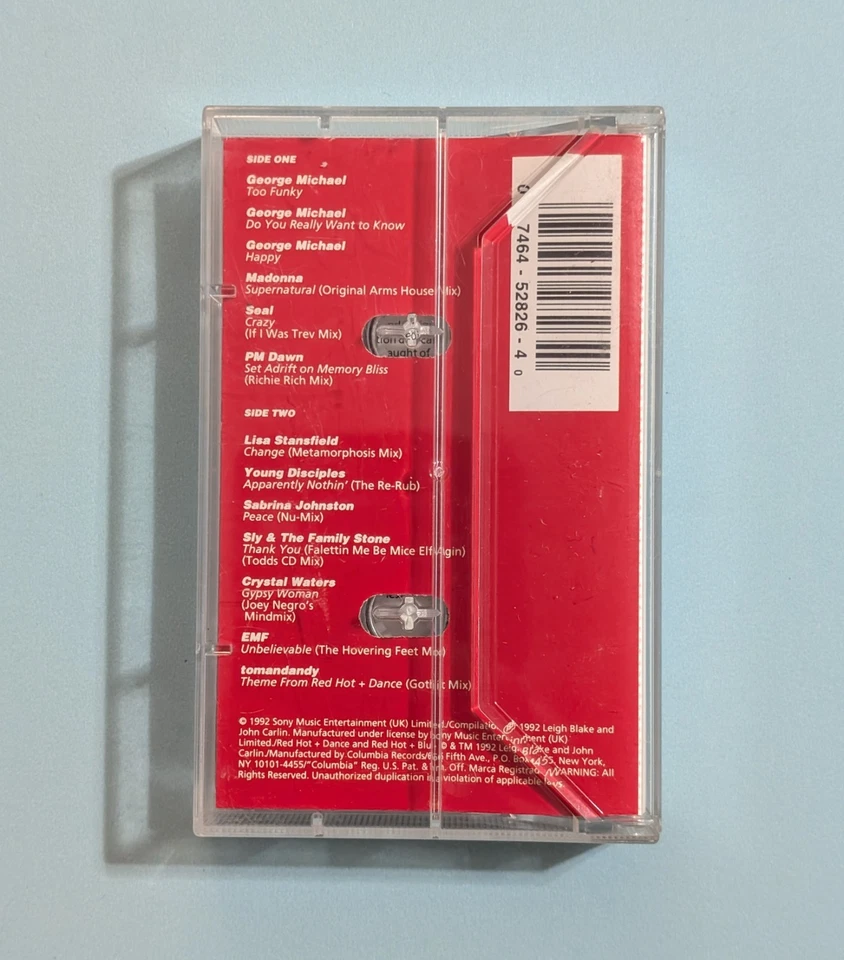 SIDE ONE
George Michael
Too Funky
George Michael
Do You Really Want to Know
George Michael
Happy
Madonna
Supernatural (Original Arms House Mix)
Seal
Crazy
(If I Was Trev Mix)
PM Dawn
Set Adrift on Memory Bliss
(Richie Rich Mix)
SIDE TWO
Lisa Stansfield
Change (Metamorphosis Mix)
Young Disciples
Apparently Nothin' (The Re-Rub)
Sabrina Johnston
Peace (Nu-Mix)
Sly & The Family Stone
Thank You (Falettin Me Be Mice Elf Agin)
(Todds CD Mix)
Crystal Waters
Gypsy Woman
(Joey Negro's
Mindmix)
EMF
Unbelievable (The Hovering Feet Mix)
tomandandy
Theme From Red Hot + Dance (Gothic Mix)
© 1992 Sony Music Entertainment (UK) Limited./Compilation ℗ 1992 Leigh Blake and
John Carlin. Manufactured under license by Sony Music Entertainment (UK)
Limited./Red Hot + Dance and Red Hot + Blue © & TM 1992 Leigh Blake and John
Carlin./Manufactured by Columbia Records/ Fifth Ave., P.O. Box 4455, New York,
NY 10101-4455/"Columbia" Reg. U.S. Pat. & Tm. Off. Marca Registrada./WARNING: All
Rights Reserved. Unauthorized duplication is a violation of applicable laws.
0 7464-52826-4 0
aught of